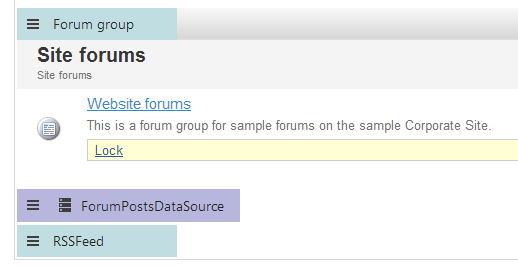 Forum group
Site forums
Site forums
Website forums
This is a forum group for sample forums on the sample Corporate Site.
Lock
ForumPostsDataSource
RSSFeed